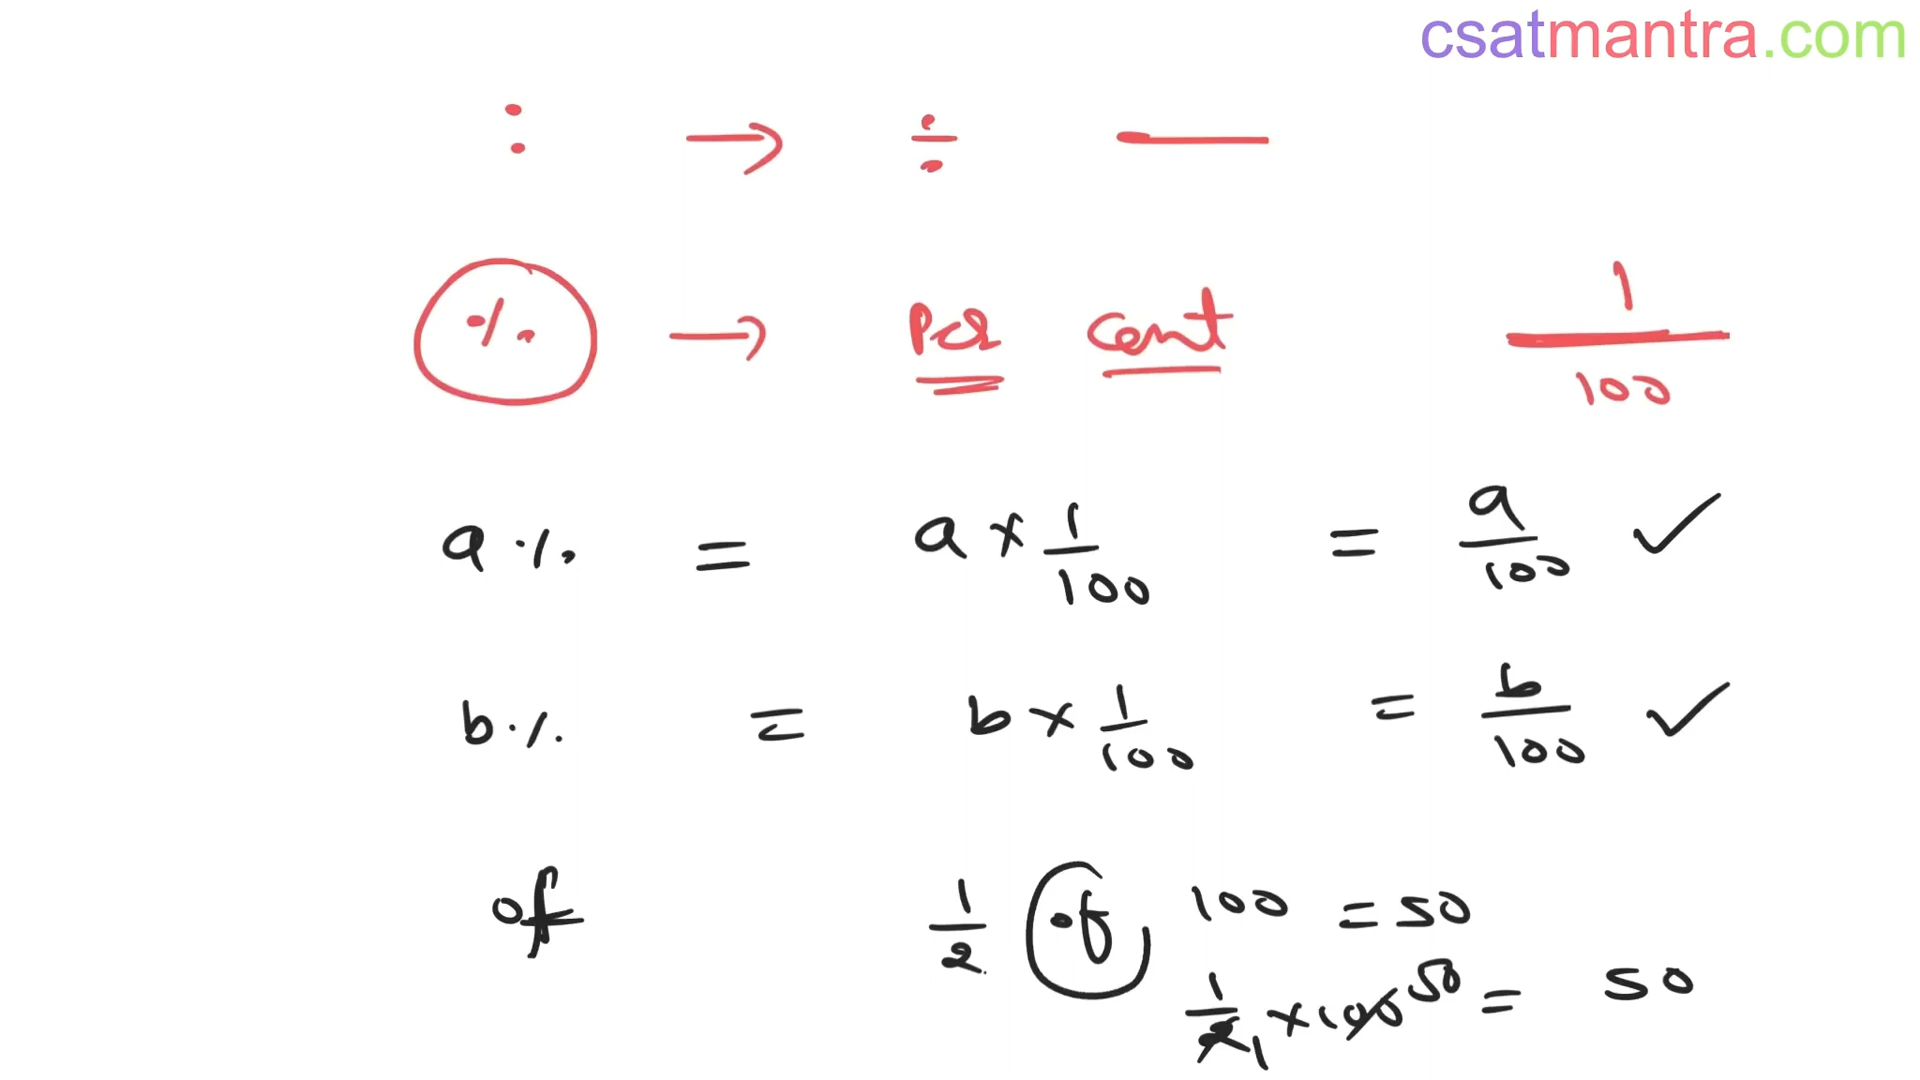 csatmantra.com
: → ÷ —
% → Per Cent 1/100
a % = a × 1/100 = a/100 ✓
b % = b × 1/100 = b/100 ✓
of 1/2 of 100 = 50
1/2 1 × 100 50 = 50